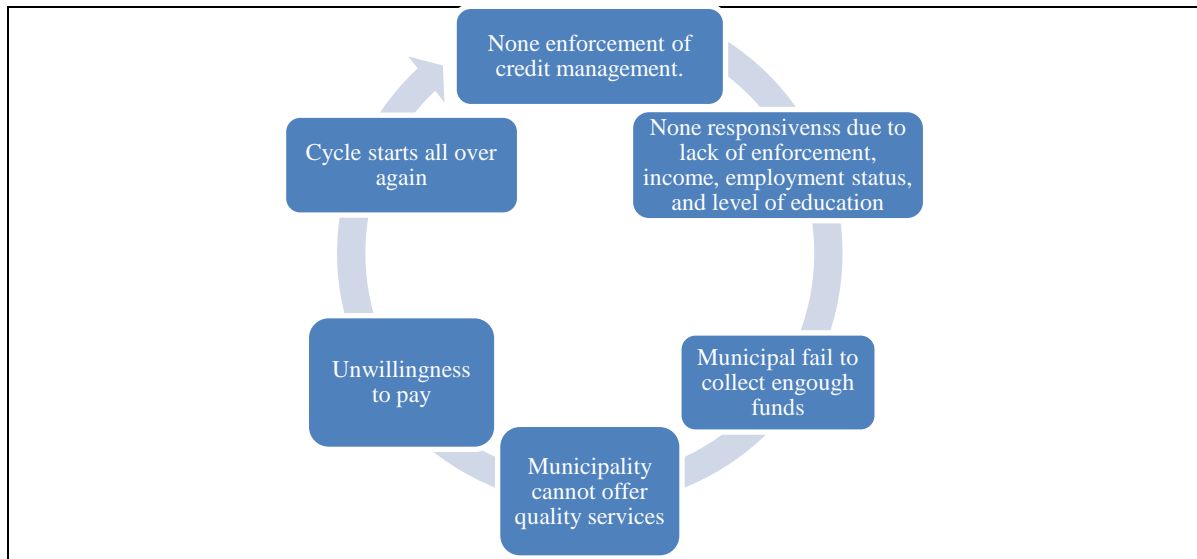 None enforcement of
credit management.
None responsivenss due to
lack of enforcement,
income, employment status,
and level of education
Municipal fail to
collect engough
funds
Municipality
cannot offer
quality services
Unwillingness
to pay
Cycle starts all over
again